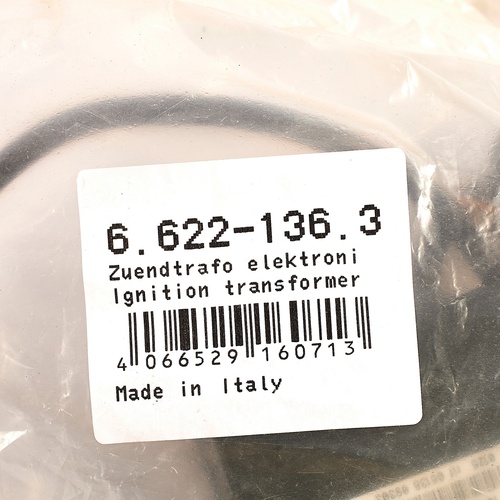 6.622-136.3
Zuendtrafo elektroni
Ignition transformer
4 066529 160713
Made in Italy